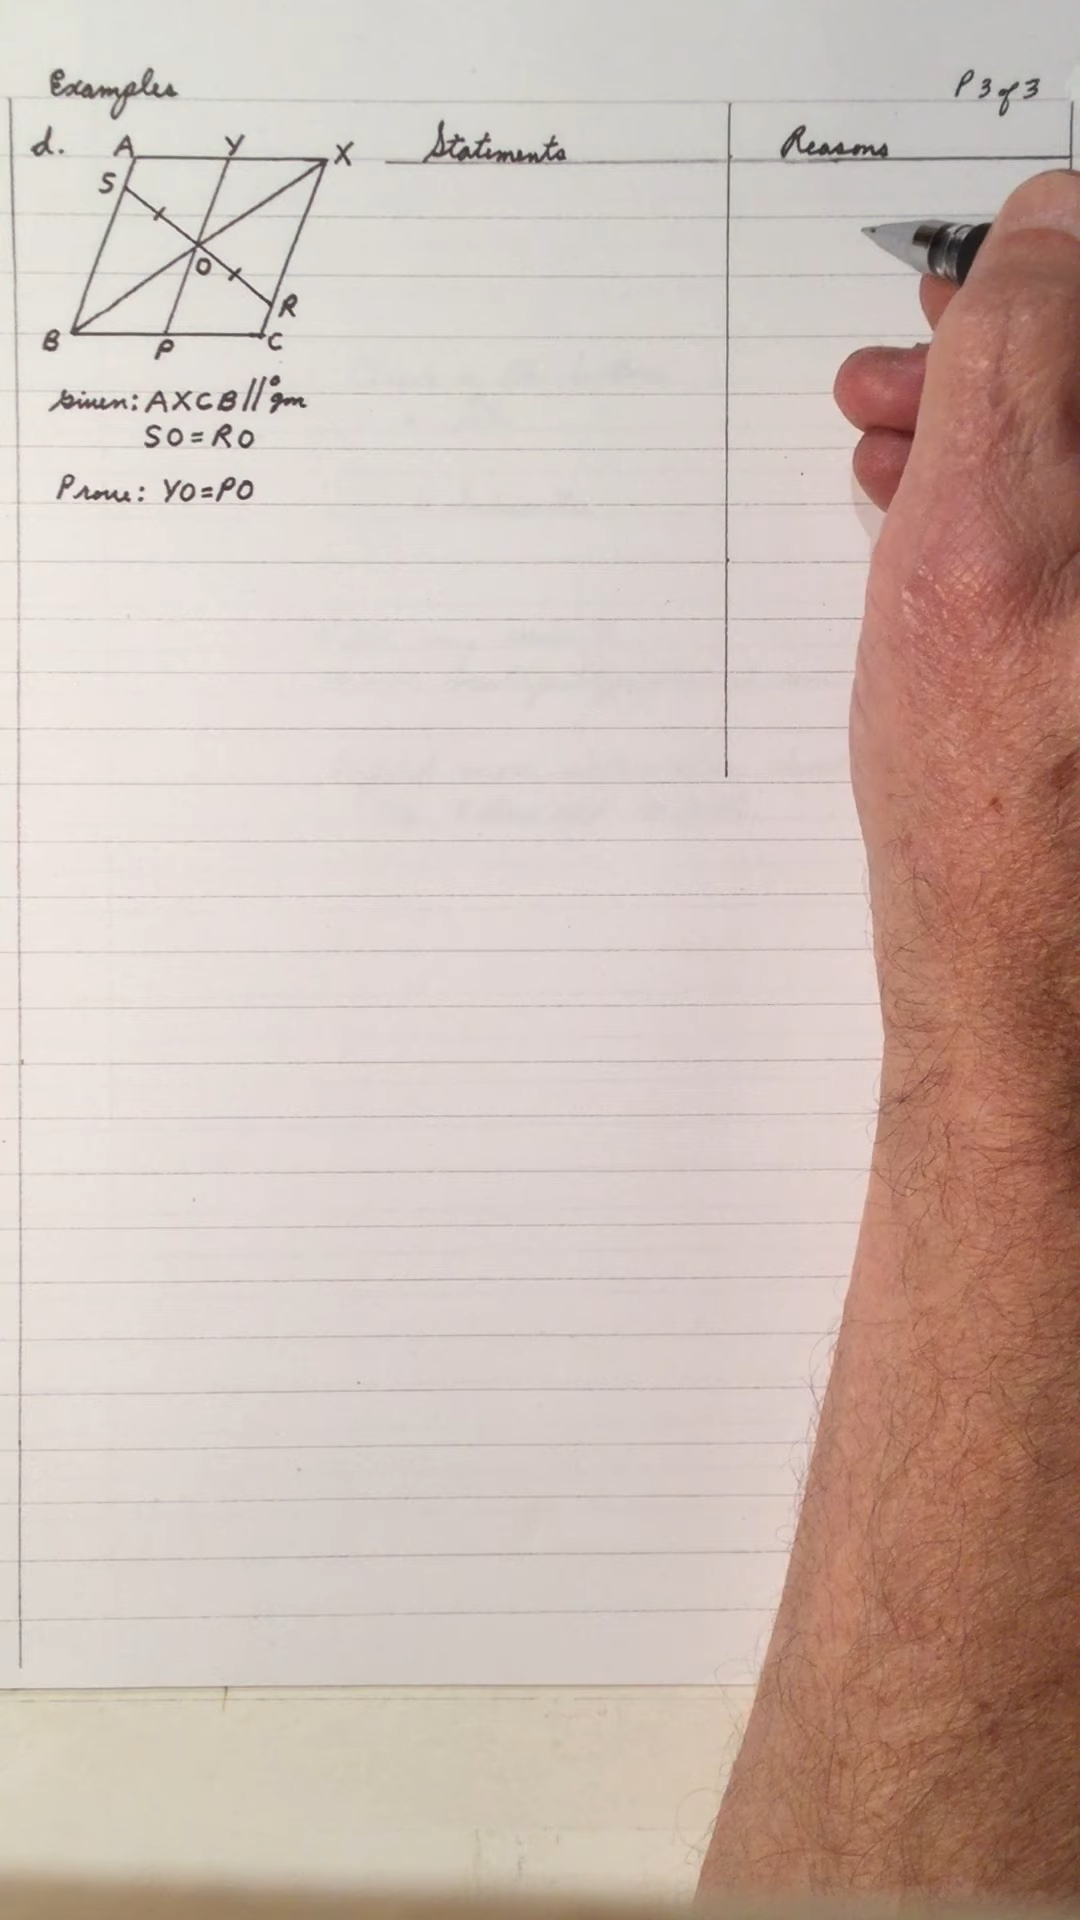 Examples P 3 of 3
d. A Y X Statements Reasons
S
O
R
B P C
Given: AXCB //°gm
SO = RO
Prove: YO = PO